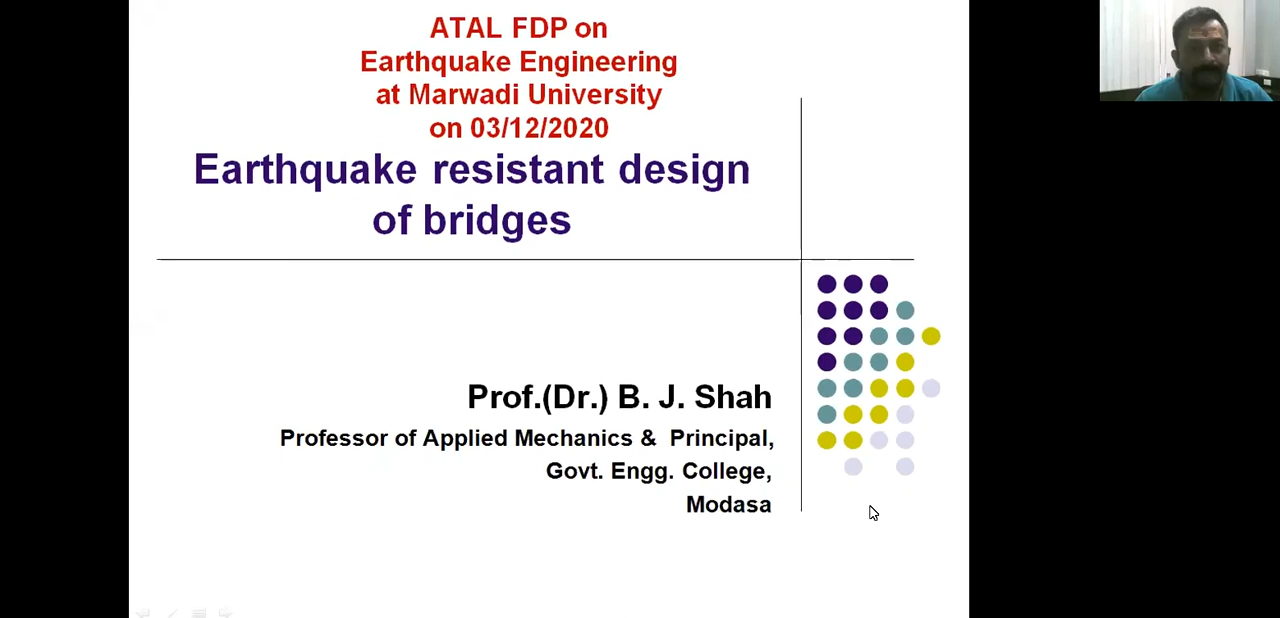 ATAL FDP on
Earthquake Engineering
at Marwadi University
on 03/12/2020
Earthquake resistant design
of bridges
Prof.(Dr.) B. J. Shah
Professor of Applied Mechanics & Principal,
Govt. Engg. College,
Modasa